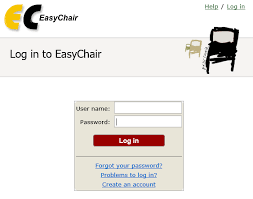 EC EasyChair
Help / Log in
Log in to EasyChair
User name:
Password:
Log in
Forgot your password?
Problems to log in?
Create an account